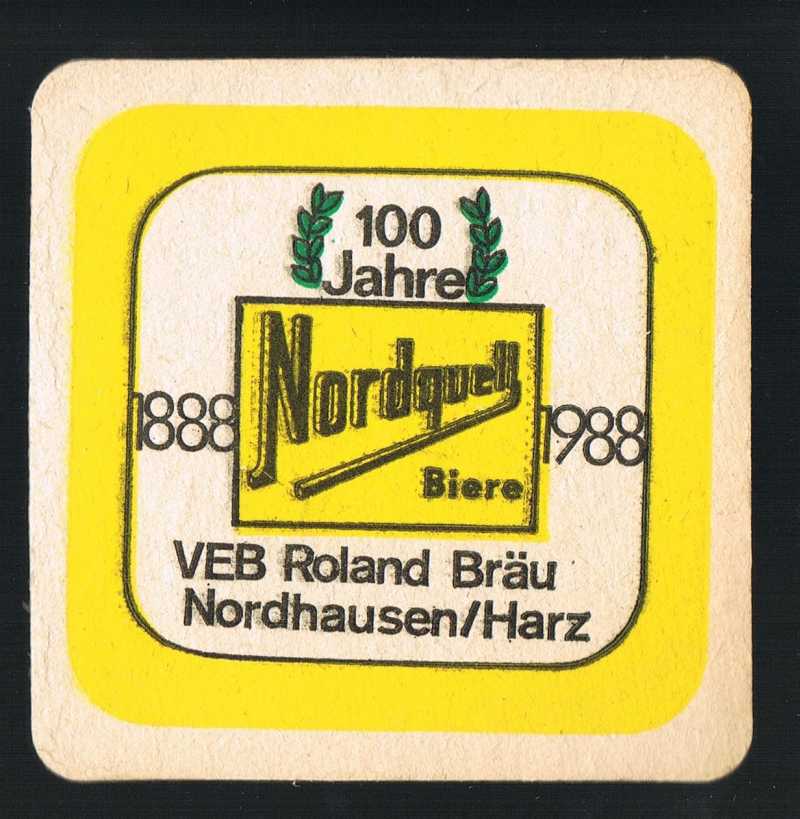 100
Jahre
Nordquell
Biere
1888
1988
VEB Roland Bräu
Nordhausen/Harz